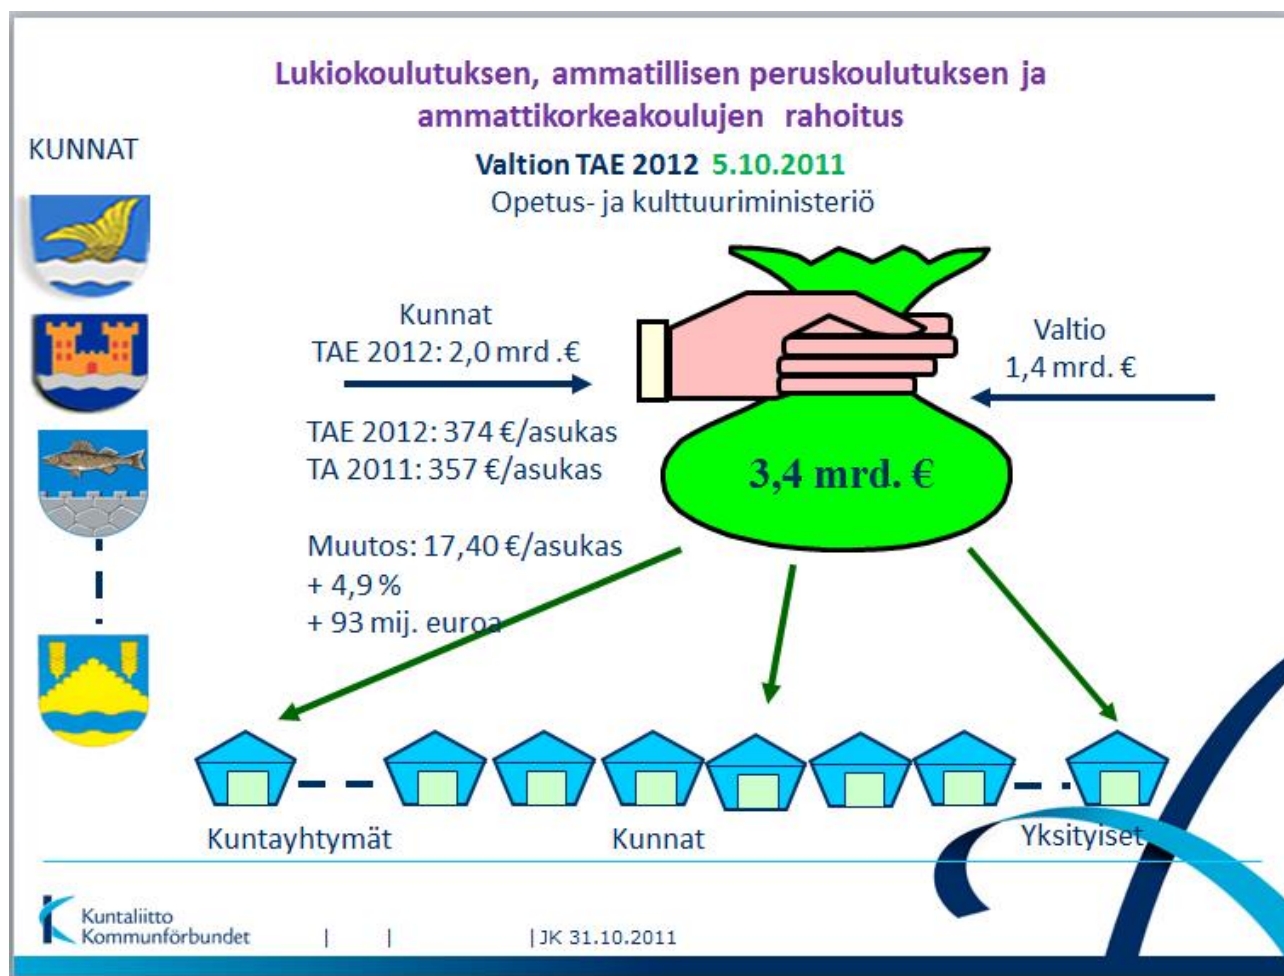 Lukiokoulutuksen, ammatillisen peruskoulutuksen ja
ammattikorkeakoulujen rahoitus
KUNNAT
Valtion TAE 2012 5.10.2011
Opetus- ja kulttuuriministeriö
Kunnat
TAE 2012: 2,0 mrd .€
Valtio
1,4 mrd. €
TAE 2012: 374 €/asukas
TA 2011: 357 €/asukas
3,4 mrd. €
Muutos: 17,40 €/asukas
+ 4,9 %
+ 93 mij. euroa
Kuntayhtymät
Kunnat
Yksityiset
Kuntaliitto
Kommunförbundet
| | | JK 31.10.2011